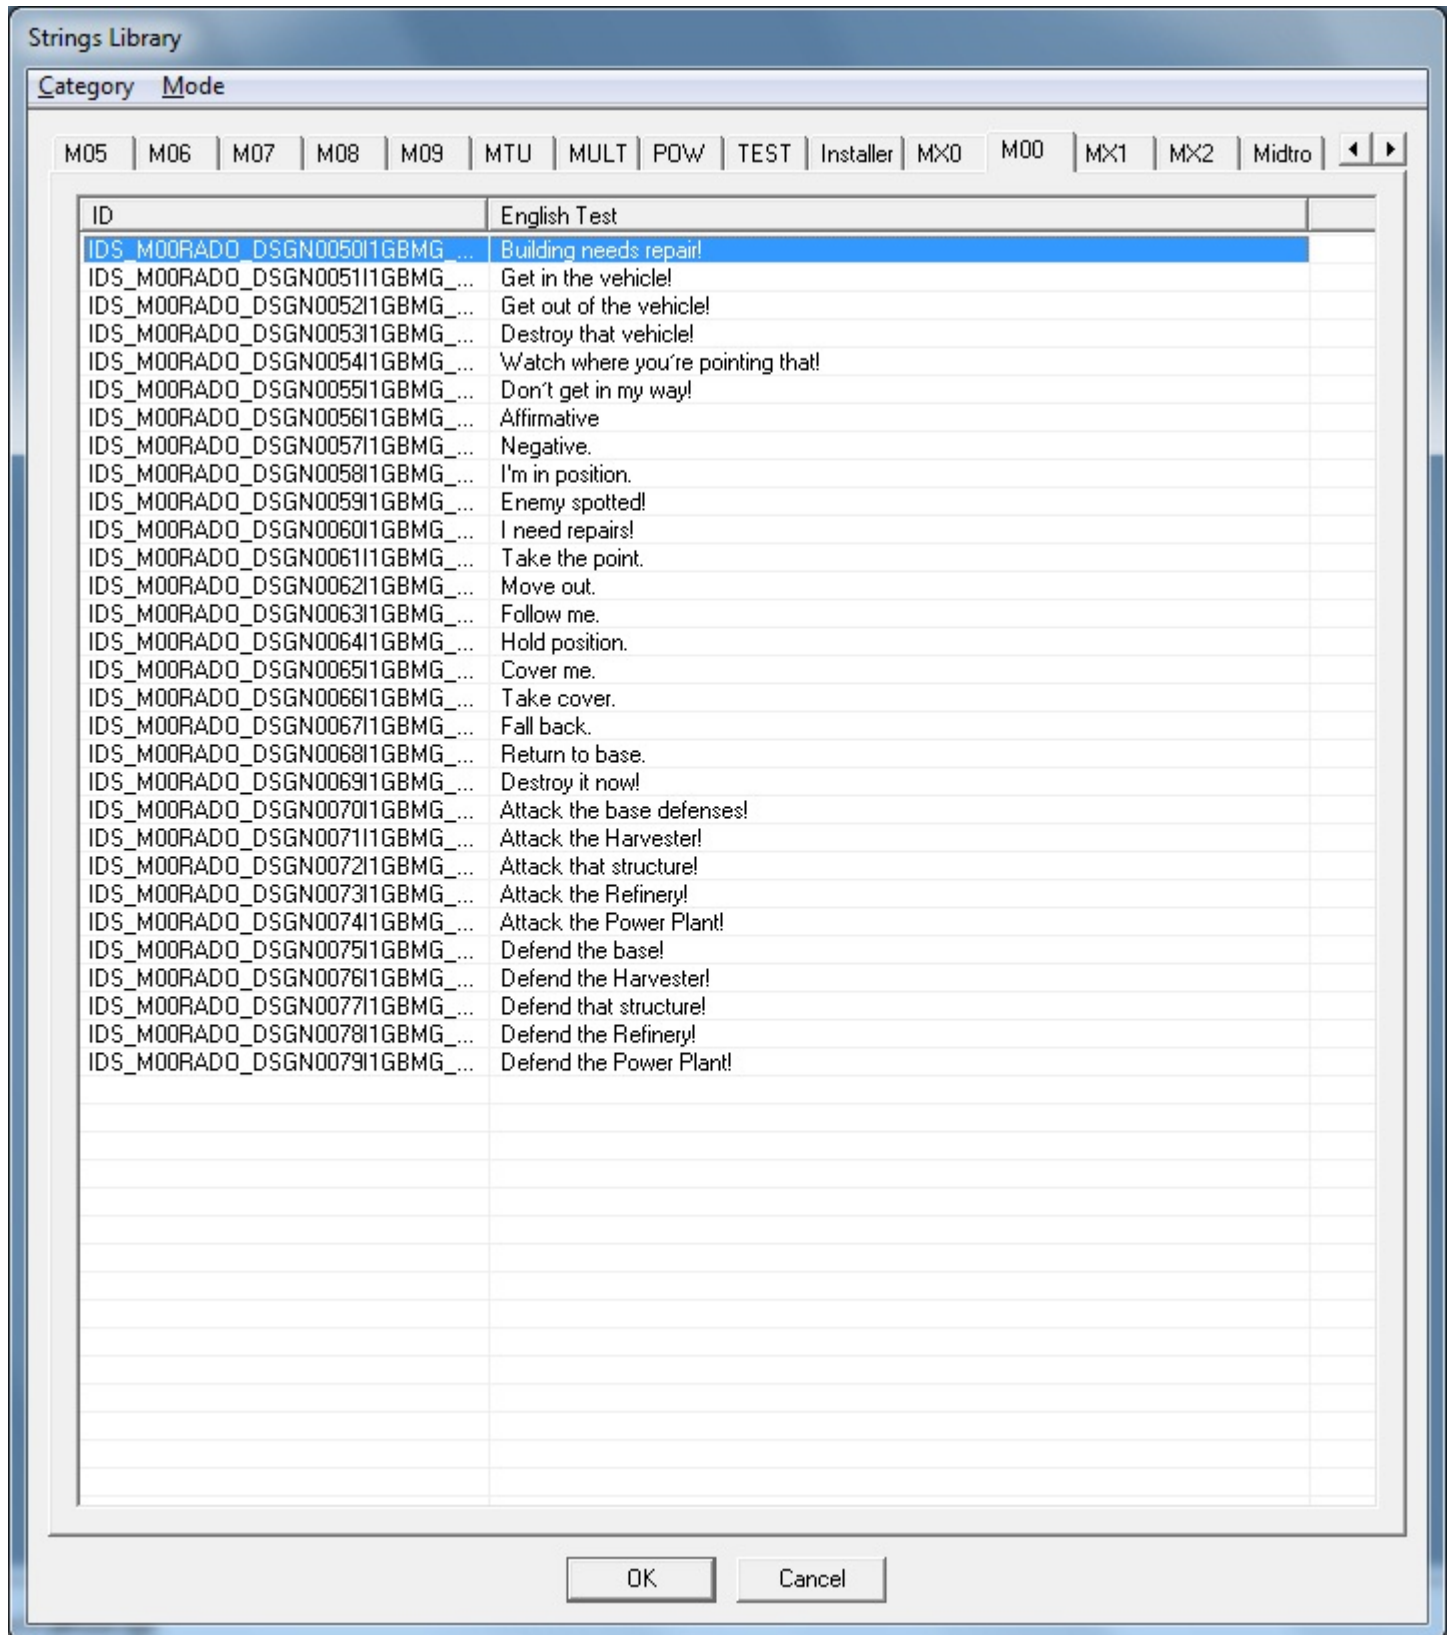 Strings Library
Category Mode
M05 M06 M07 M08 M09 MTU MULT POW TEST Installer MX0 M00 MX1 MX2 Midtro
ID English Test
IDS_M00RADO_DSGN0050I1GBMG_... Building needs repair!
IDS_M00RADO_DSGN0051I1GBMG_... Get in the vehicle!
IDS_M00RADO_DSGN0052I1GBMG_... Get out of the vehicle!
IDS_M00RADO_DSGN0053I1GBMG_... Destroy that vehicle!
IDS_M00RADO_DSGN0054I1GBMG_... Watch where you´re pointing that!
IDS_M00RADO_DSGN0055I1GBMG_... Don´t get in my way!
IDS_M00RADO_DSGN0056I1GBMG_... Affirmative
IDS_M00RADO_DSGN0057I1GBMG_... Negative.
IDS_M00RADO_DSGN0058I1GBMG_... I'm in position.
IDS_M00RADO_DSGN0059I1GBMG_... Enemy spotted!
IDS_M00RADO_DSGN0060I1GBMG_... I need repairs!
IDS_M00RADO_DSGN0061I1GBMG_... Take the point.
IDS_M00RADO_DSGN0062I1GBMG_... Move out.
IDS_M00RADO_DSGN0063I1GBMG_... Follow me.
IDS_M00RADO_DSGN0064I1GBMG_... Hold position.
IDS_M00RADO_DSGN0065I1GBMG_... Cover me.
IDS_M00RADO_DSGN0066I1GBMG_... Take cover.
IDS_M00RADO_DSGN0067I1GBMG_... Fall back.
IDS_M00RADO_DSGN0068I1GBMG_... Return to base.
IDS_M00RADO_DSGN0069I1GBMG_... Destroy it now!
IDS_M00RADO_DSGN0070I1GBMG_... Attack the base defenses!
IDS_M00RADO_DSGN0071I1GBMG_... Attack the Harvester!
IDS_M00RADO_DSGN0072I1GBMG_... Attack that structure!
IDS_M00RADO_DSGN0073I1GBMG_... Attack the Refinery!
IDS_M00RADO_DSGN0074I1GBMG_... Attack the Power Plant!
IDS_M00RADO_DSGN0075I1GBMG_... Defend the base!
IDS_M00RADO_DSGN0076I1GBMG_... Defend the Harvester!
IDS_M00RADO_DSGN0077I1GBMG_... Defend that structure!
IDS_M00RADO_DSGN0078I1GBMG_... Defend the Refinery!
IDS_M00RADO_DSGN0079I1GBMG_... Defend the Power Plant!
OK Cancel